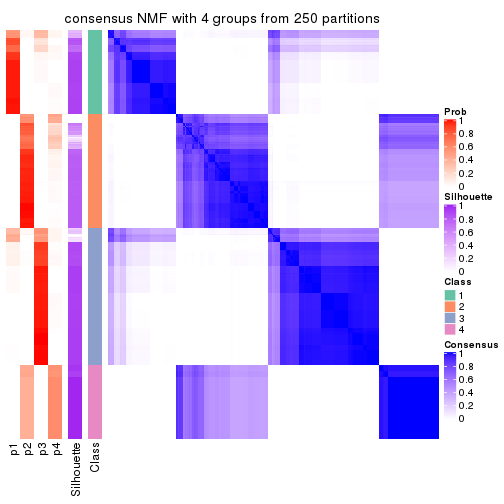 consensus NMF with 4 groups from 250 partitions
Prob
1
0.8
0.6
0.4
0.2
0
Silhouette
1
0.8
0.6
0.4
0.2
0
Class
1
2
3
4
Consensus
1
0.8
0.6
0.4
0.2
0
p1
p2
p3
p4
Silhouette
Class